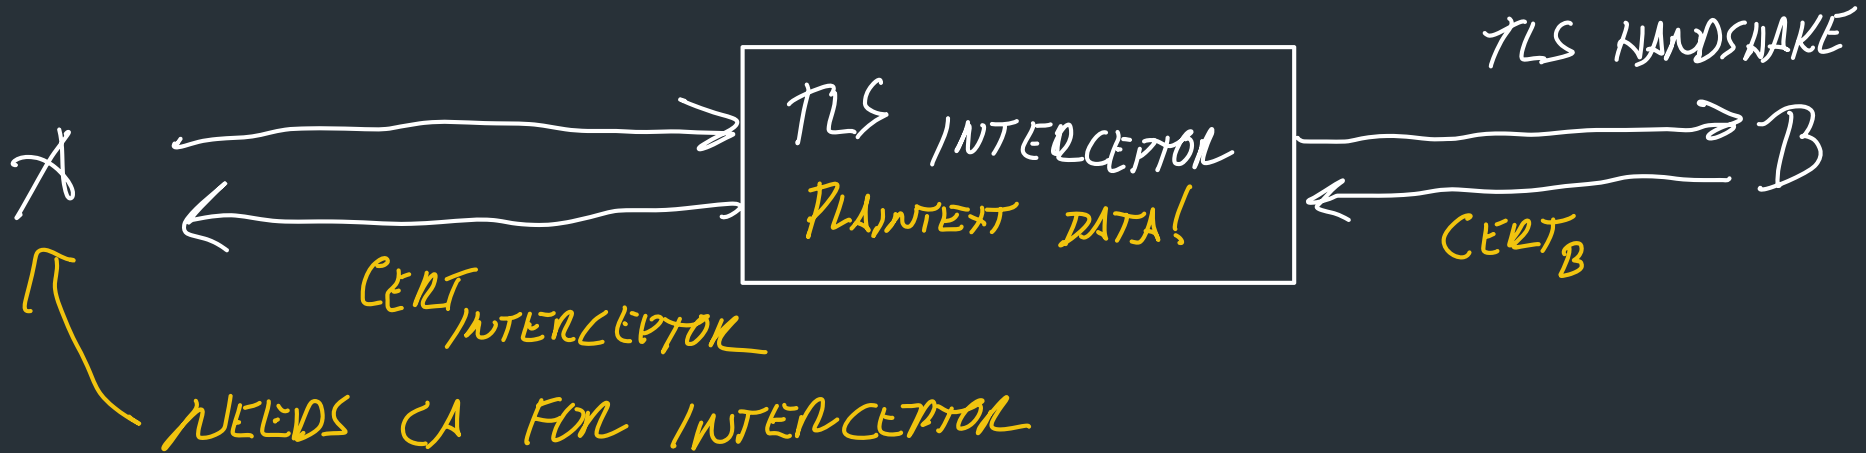 TLS HANDSHAKE
A
TLS INTERCEPTOR
B
PLAINTEXT DATA!
CERT B
CERT INTERCEPTOR
NEEDS CA FOR INTERCEPTOR